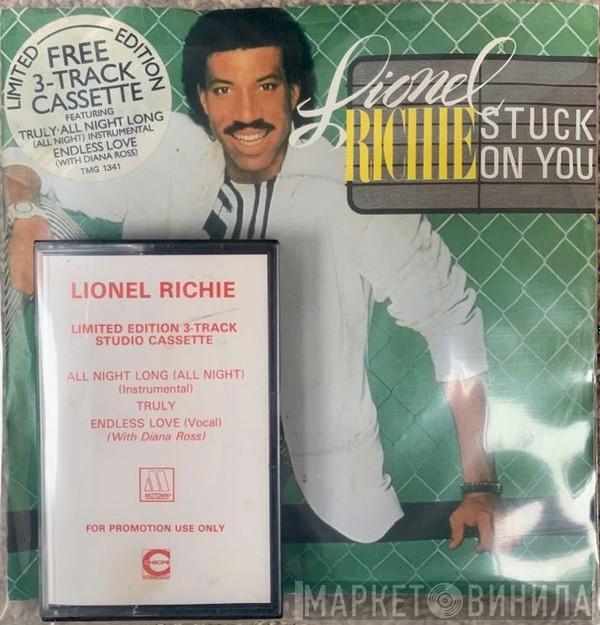 LIMITED EDITION
FREE
3-TRACK
CASSETTE
FEATURING
TRULY·ALL NIGHT LONG
(ALL NIGHT) INSTRUMENTAL
ENDLESS LOVE
(WITH DIANA ROSS)
TMG 1341
Lionel
RICHIE
STUCK
ON YOU
LIONEL RICHIE
LIMITED EDITION 3-TRACK
STUDIO CASSETTE
ALL NIGHT LONG (ALL NIGHT)
(Instrumental)
TRULY
ENDLESS LOVE (Vocal)
(With Diana Ross)
MOTOWN
FOR PROMOTION USE ONLY
CHROME
МАРКЕТ ВИНИЛА